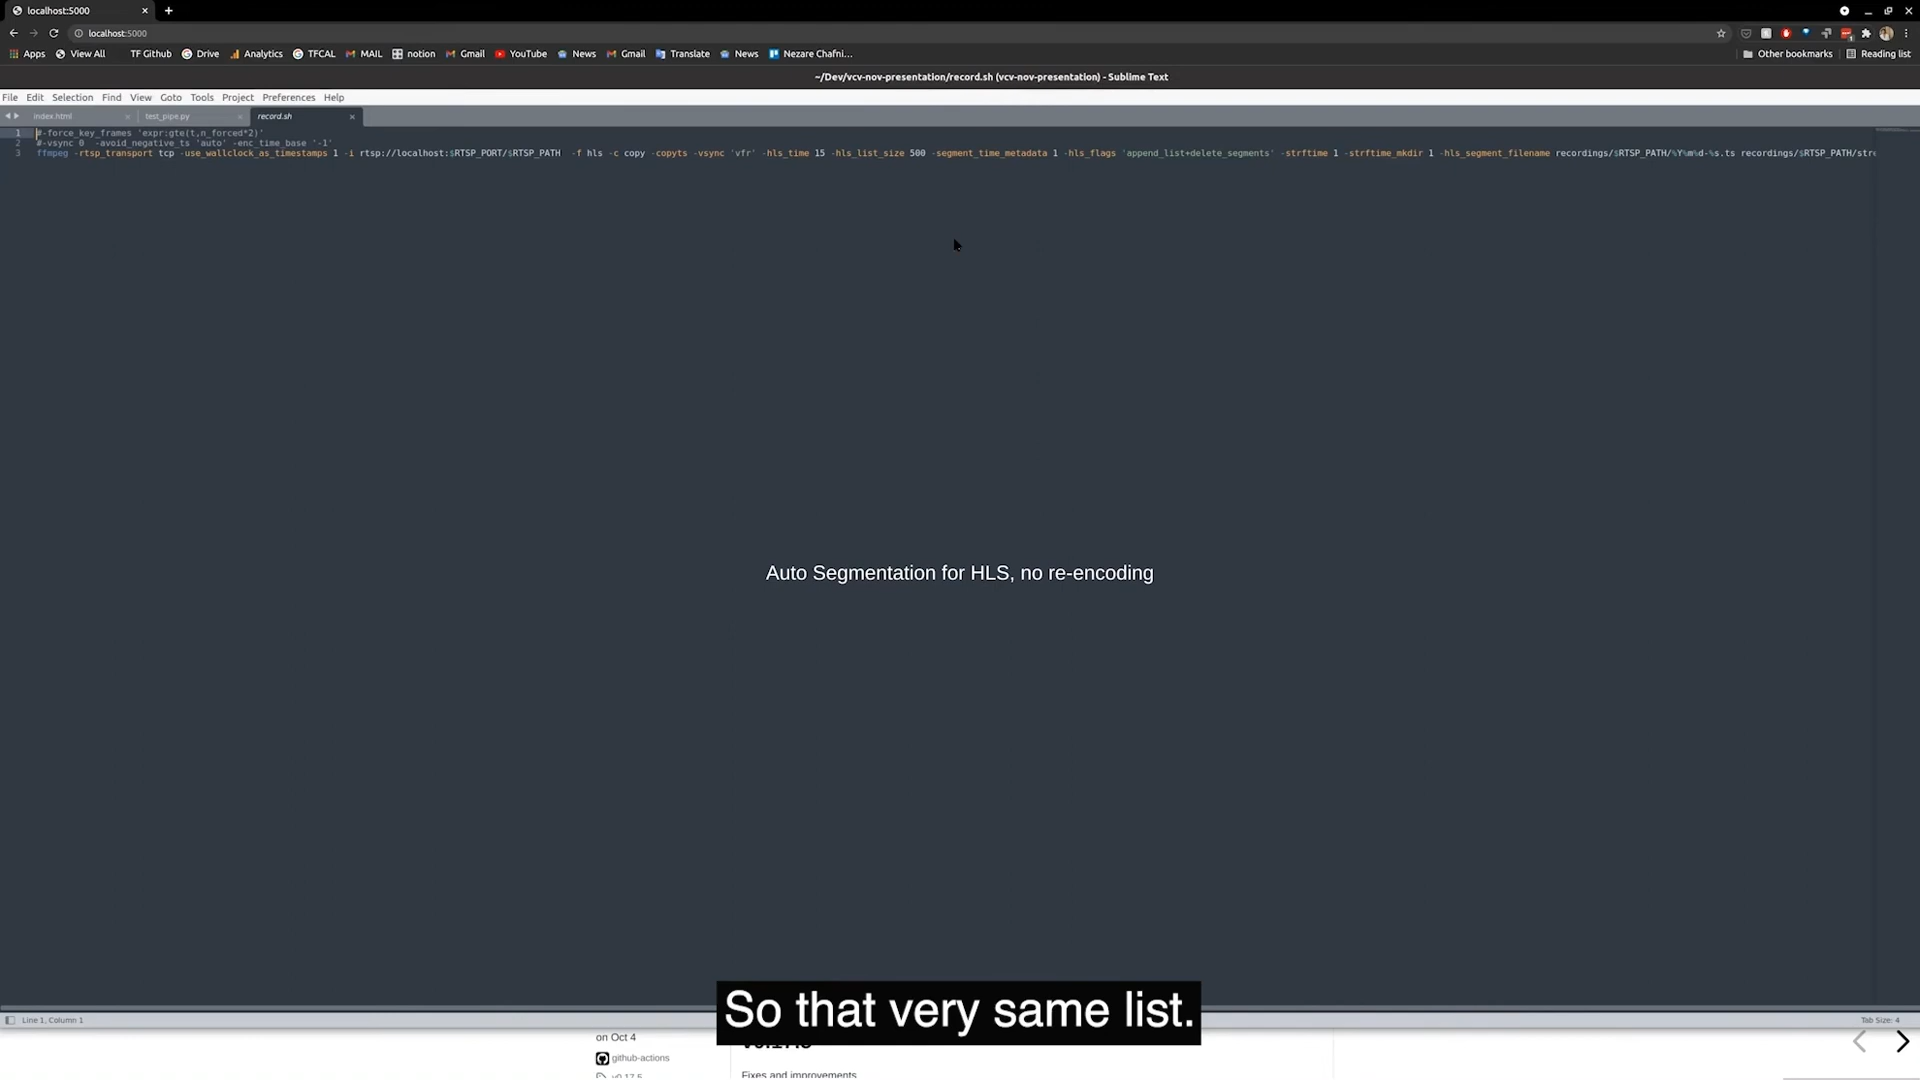 localhost:5000
localhost:5000
Apps View All TF Github Drive Analytics TFCAL MAIL notion Gmail YouTube News Gmail Translate News Nezare Chafni... Other bookmarks Reading list
~/Dev/vcv-nov-presentation/record.sh (vcv-nov-presentation) - Sublime Text
File Edit Selection Find View Goto Tools Project Preferences Help
index.html test_pipe.py record.sh
1 #-force_key_frames 'expr:gte(t,n_forced*2)'
2 #-vsync 0 -avoid_negative_ts 'auto' -enc_time_base '-1'
3 ffmpeg -rtsp_transport tcp -use_wallclock_as_timestamps 1 -i rtsp://localhost:$RTSP_PORT/$RTSP_PATH -f hls -c copy -copyts -vsync 'vfr' -hls_time 15 -hls_list_size 500 -segment_time_metadata 1 -hls_flags 'append_list+delete_segments' -strftime 1 -strftime_mkdir 1 -hls_segment_filename recordings/$RTSP_PATH/%Y%m%d-%s.ts recordings/$RTSP_PATH/stre
Auto Segmentation for HLS, no re-encoding
So that very same list.
Line 1, Column 1 Tab Size: 4
on Oct 4
github-actions
v0.17.5
Fixes and improvements